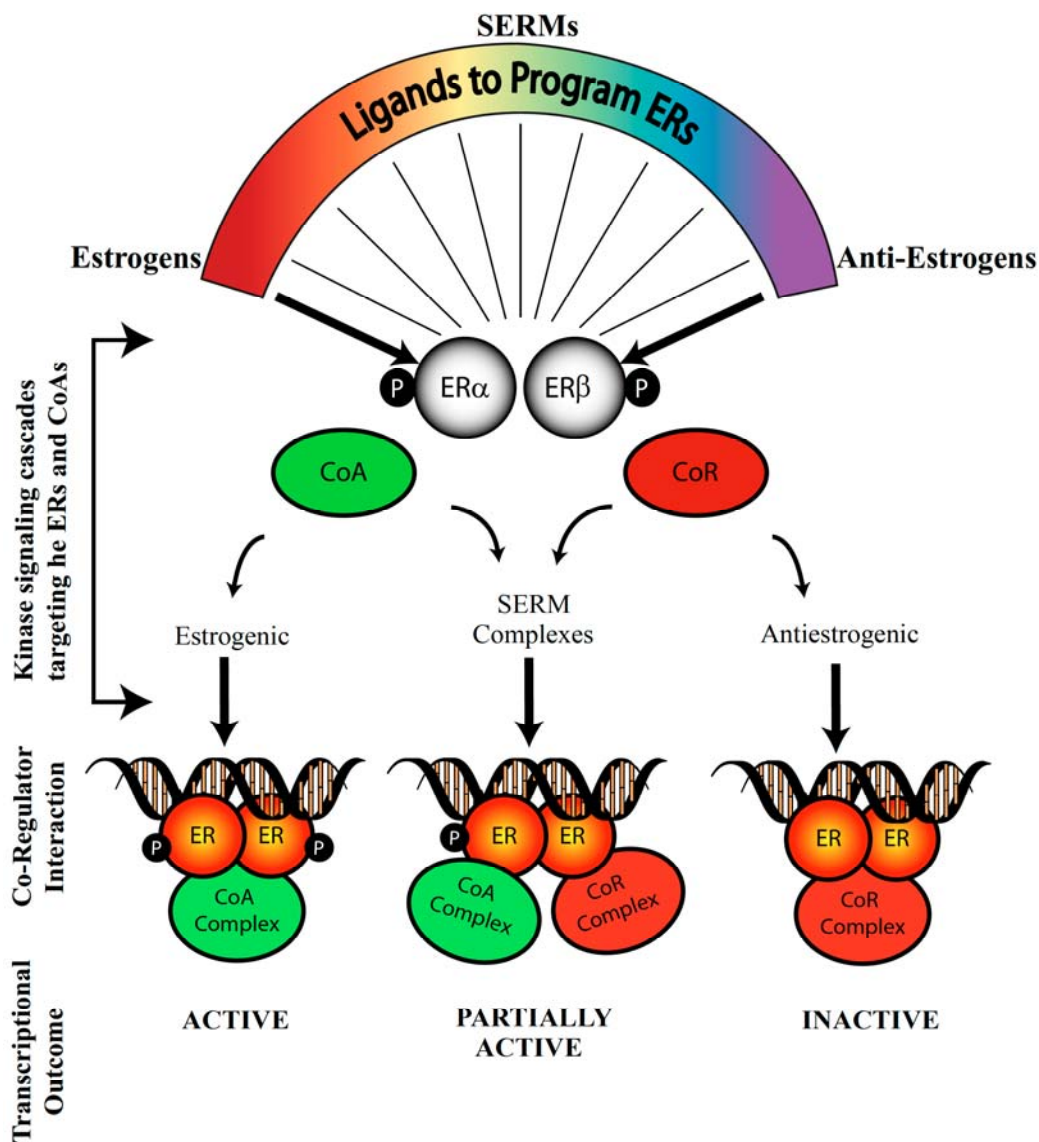 SERMs
Ligands to Program ERs
Estrogens
Anti-Estrogens
Kinase signaling cascades
targeting he ERs and CoAs
P
ERα
ERβ
P
CoA
CoR
Estrogenic
SERM
Complexes
Antiestrogenic
Co-Regulator
Interaction
P
ER
ER
P
CoA
Complex
P
ER
ER
CoA
Complex
CoR
Complex
ER
ER
CoR
Complex
Transcriptional
Outcome
ACTIVE
PARTIALLY
ACTIVE
INACTIVE